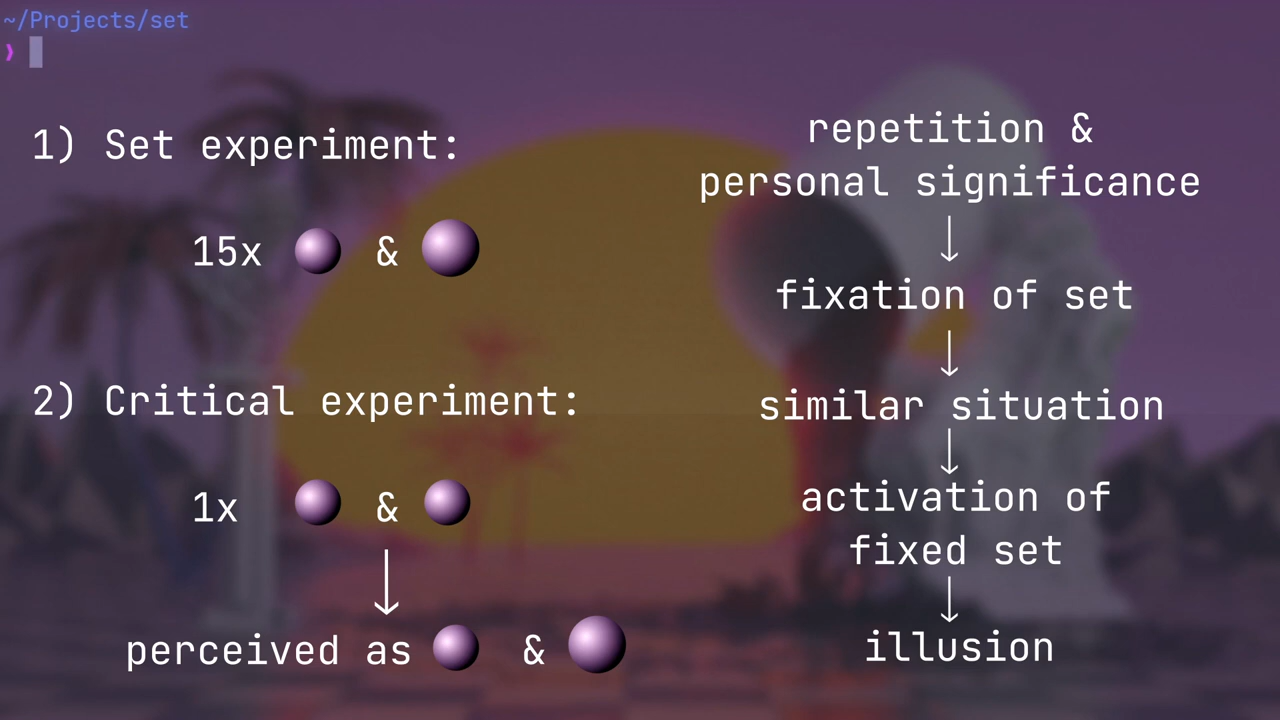 ~/Projects/set
❯
1) Set experiment:
15x &
2) Critical experiment:
1x &
↓
perceived as &
repetition &
personal significance
↓
fixation of set
↓
similar situation
↓
activation of
fixed set
↓
illusion